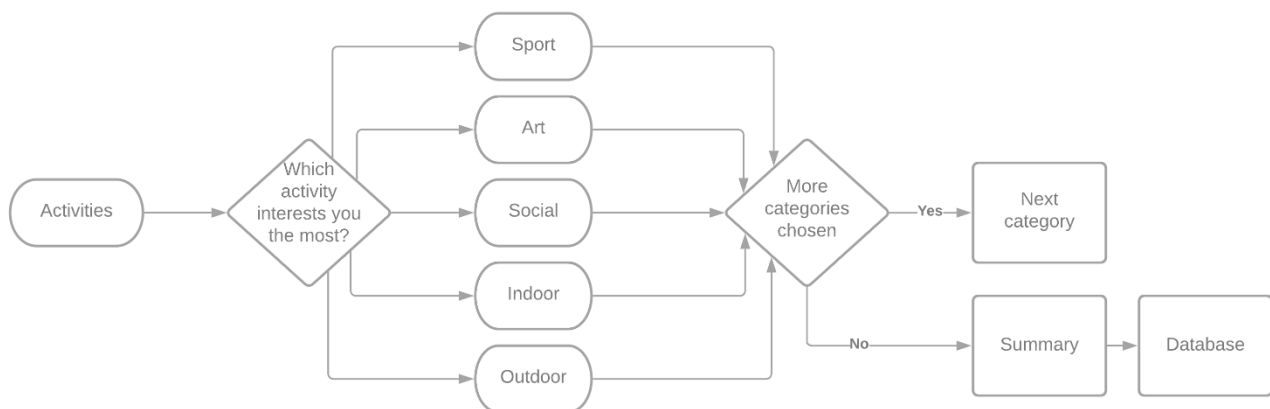 Activities
Which
activity
interests you
the most?
Sport
Art
Social
Indoor
Outdoor
More
categories
chosen
Yes
Next
category
No
Summary
Database